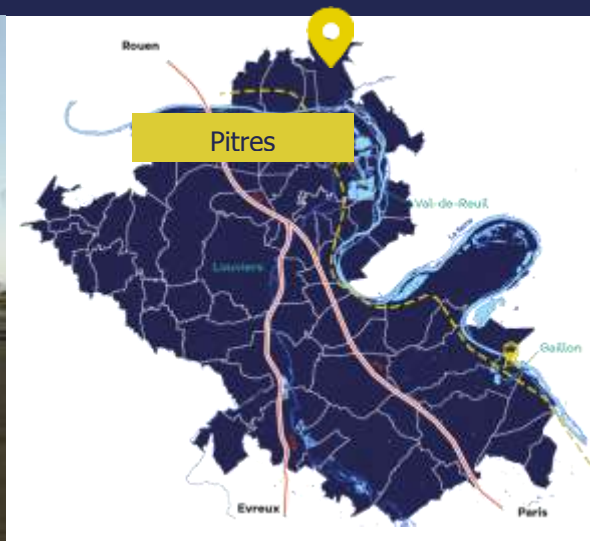 Rouen
Pitres
Val-de-Reuil
La Seine
Louviers
Gaillon
Evreux
Paris